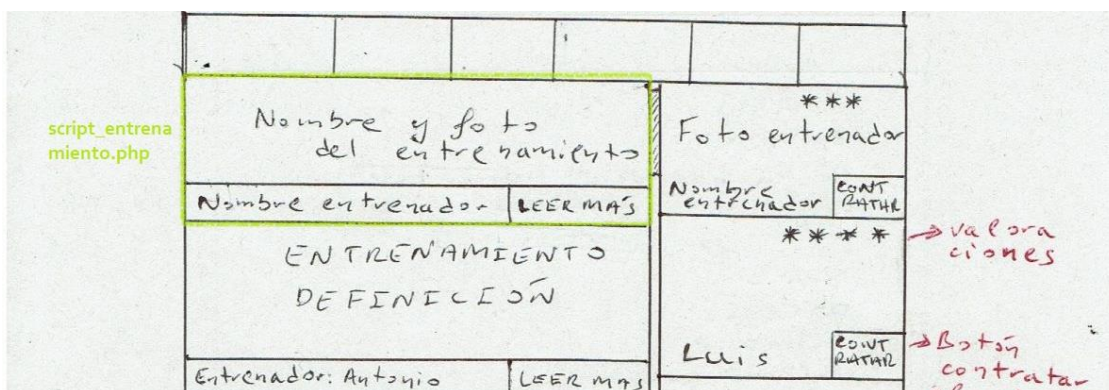 script_entrena
miento.php
Nombre y foto
del entrenamiento
Nombre entrenador
LEER MÁS
ENTRENAMIENTO
DEFINICIÓN
Entrenador: Antonio
LEER MÁS
***
Foto entrenador
Nombre
entrenador
CONT
RATAR
****
valora
ciones
Luis
CONT
RATAR
Botón
contratar